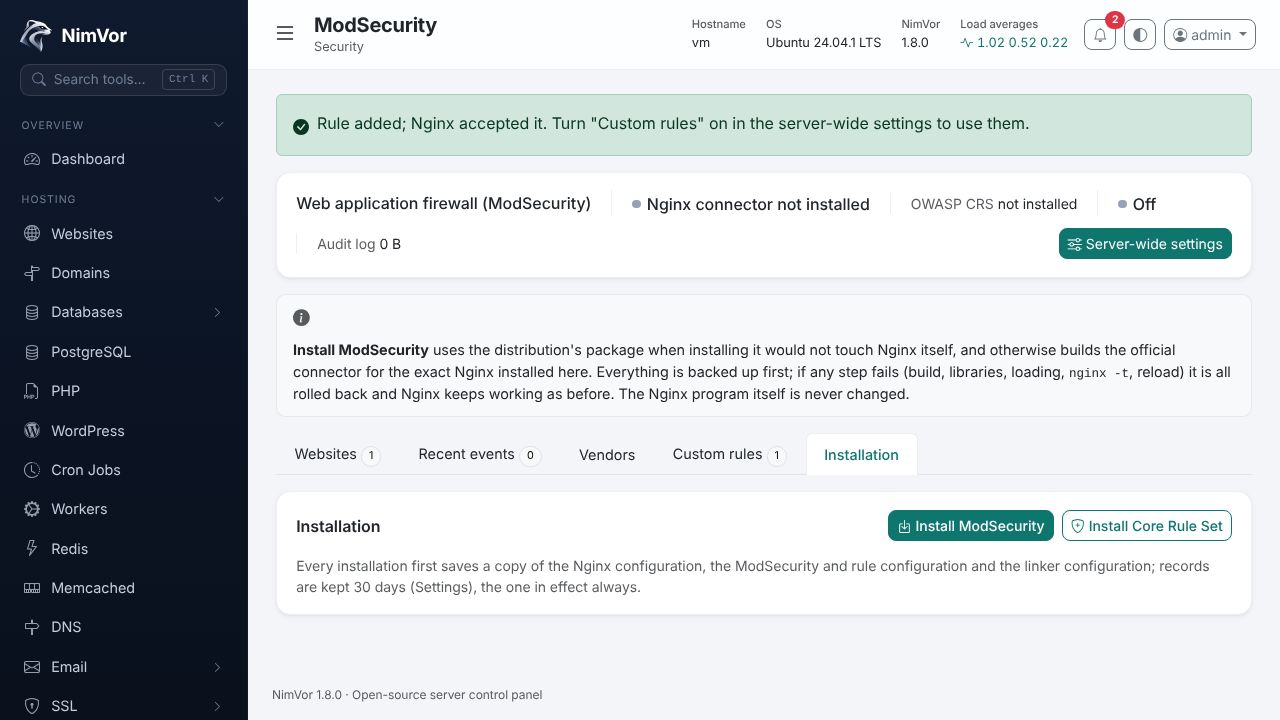 NimVor
Search tools... Ctrl K
OVERVIEW
Dashboard
HOSTING
Websites
Domains
Databases
PostgreSQL
PHP
WordPress
Cron Jobs
Workers
Redis
Memcached
DNS
Email
SSL
ModSecurity
Security
Hostname
vm
OS
Ubuntu 24.04.1 LTS
NimVor
1.8.0
Load averages
1.02 0.52 0.22
2
admin
Rule added; Nginx accepted it. Turn "Custom rules" on in the server-wide settings to use them.
Web application firewall (ModSecurity) Nginx connector not installed OWASP CRS not installed Off
Audit log 0 B Server-wide settings
Install ModSecurity uses the distribution's package when installing it would not touch Nginx itself, and otherwise builds the official
connector for the exact Nginx installed here. Everything is backed up first; if any step fails (build, libraries, loading, nginx -t, reload) it is all
rolled back and Nginx keeps working as before. The Nginx program itself is never changed.
Websites 1 Recent events 0 Vendors Custom rules 1 Installation
Installation Install ModSecurity Install Core Rule Set
Every installation first saves a copy of the Nginx configuration, the ModSecurity and rule configuration and the linker configuration; records
are kept 30 days (Settings), the one in effect always.
NimVor 1.8.0 · Open-source server control panel